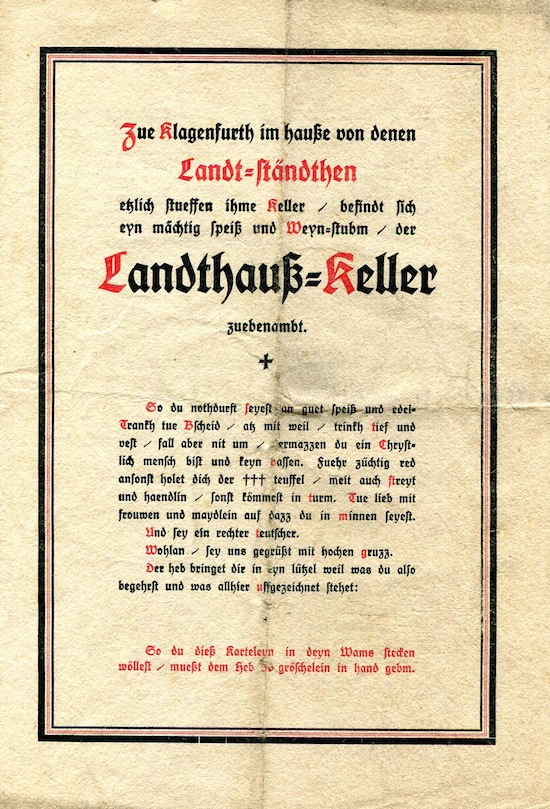 Zue Klagenfurth im hauße von denen
Landt=ständthen
etzlich stueffen ihme Keller / befindt sich
eyn mächtig speiß und Weyn=stubm / der
Landthauß=Keller
zuebenambt.
✝
So du nothdurft seyest an guet speiß und edel-
Trankh tue Bscheid / atz mit weil / trinkh tief und
vest / fall aber nit um / ermazzen du ein Chryst-
lich mensch bist und keyn assen. Fuehr züchtig red
ansonst holet dich der ††† teuffel / meit auch streyt
und haendlin / sonst kömmest in turm. Tue lieb mit
frouwen und maydlein auf dazz du in minnen seyest.
Und sey ein rechter teutscher.
Wohlan / sey uns gegrüßt mit hochen gruzz.
Der heb bringet dir in eyn lützel weil was du also
begehrst und was allhier uffgezeichnet stehet:
So du dieß Karteleyn in deyn Wams stecken
wöllest / mueßt dem Heb gröschelein in hand gebm.